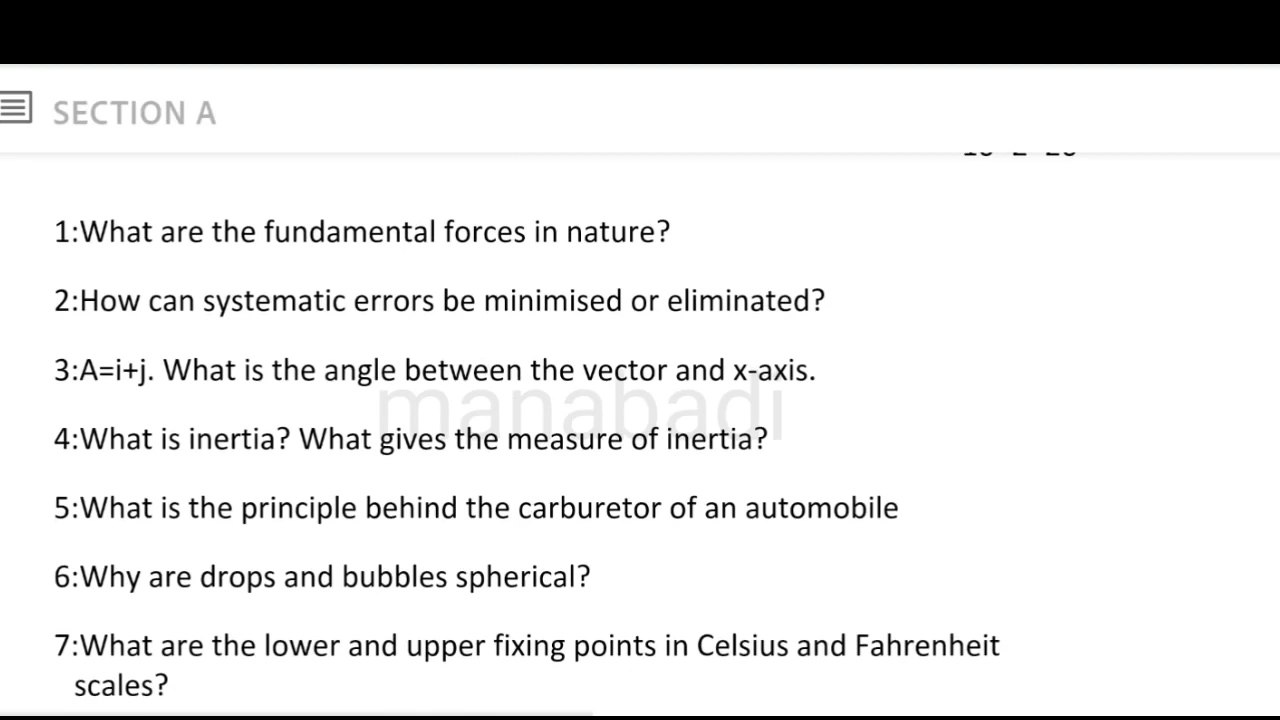 SECTION A
1:What are the fundamental forces in nature?
2:How can systematic errors be minimised or eliminated?
3:A=i+j. What is the angle between the vector and x-axis.
manabadi
4:What is inertia? What gives the measure of inertia?
5:What is the principle behind the carburetor of an automobile
6:Why are drops and bubbles spherical?
7:What are the lower and upper fixing points in Celsius and Fahrenheit
scales?